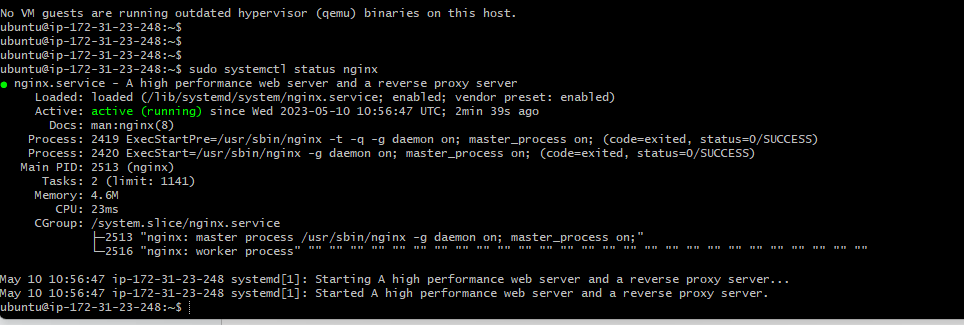 No VM guests are running outdated hypervisor (qemu) binaries on this host.
ubuntu@ip-172-31-23-248:~$
ubuntu@ip-172-31-23-248:~$
ubuntu@ip-172-31-23-248:~$
ubuntu@ip-172-31-23-248:~$ sudo systemctl status nginx
● nginx.service - A high performance web server and a reverse proxy server
     Loaded: loaded (/lib/systemd/system/nginx.service; enabled; vendor preset: enabled)
     Active: active (running) since Wed 2023-05-10 10:56:47 UTC; 2min 39s ago
       Docs: man:nginx(8)
    Process: 2419 ExecStartPre=/usr/sbin/nginx -t -q -g daemon on; master_process on; (code=exited, status=0/SUCCESS)
    Process: 2420 ExecStart=/usr/sbin/nginx -g daemon on; master_process on; (code=exited, status=0/SUCCESS)
   Main PID: 2513 (nginx)
      Tasks: 2 (limit: 1141)
     Memory: 4.6M
        CPU: 23ms
     CGroup: /system.slice/nginx.service
             ├─2513 "nginx: master process /usr/sbin/nginx -g daemon on; master_process on;"
             └─2516 "nginx: worker process" "" "" "" "" "" "" "" "" "" "" "" "" "" "" "" "" "" "" "" "" "" "" "" "" "" "" ""

May 10 10:56:47 ip-172-31-23-248 systemd[1]: Starting A high performance web server and a reverse proxy server...
May 10 10:56:47 ip-172-31-23-248 systemd[1]: Started A high performance web server and a reverse proxy server.
ubuntu@ip-172-31-23-248:~$